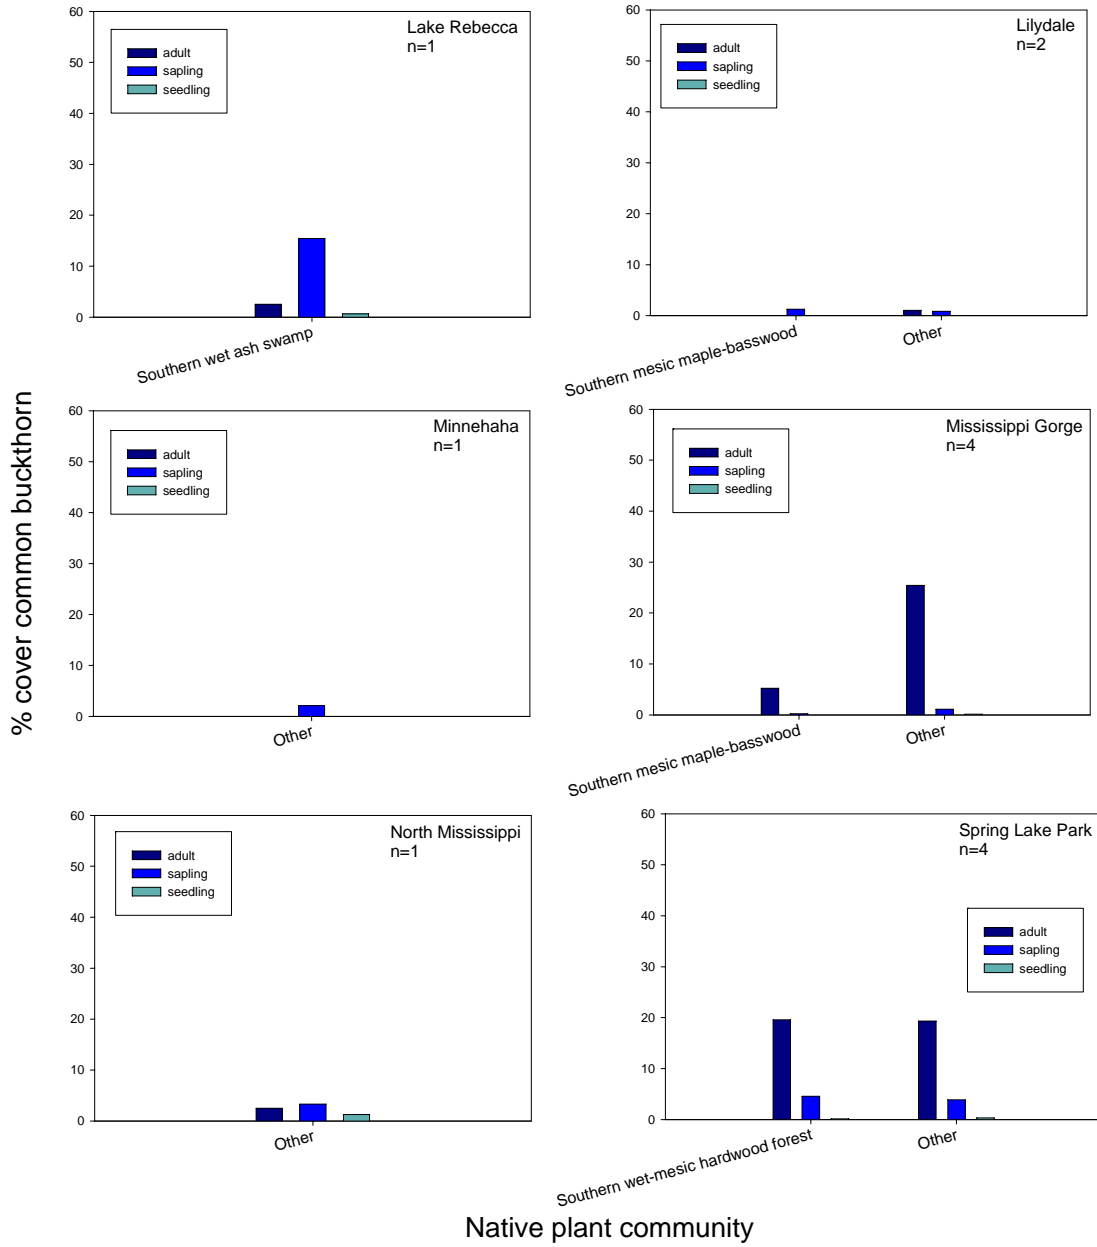 % cover common buckthorn
Lake Rebecca
n=1
adult
sapling
seedling
60
50
40
30
20
10
0
Southern wet ash swamp
Lilydale
n=2
adult
sapling
seedling
60
50
40
30
20
10
0
Southern mesic maple-basswood
Other
Minnehaha
n=1
adult
sapling
seedling
60
50
40
30
20
10
0
Other
Mississippi Gorge
n=4
adult
sapling
seedling
60
50
40
30
20
10
0
Southern mesic maple-basswood
Other
North Mississippi
n=1
adult
sapling
seedling
60
50
40
30
20
10
0
Other
Spring Lake Park
n=4
adult
sapling
seedling
60
50
40
30
20
10
0
Southern wet-mesic hardwood forest
Other
Native plant community